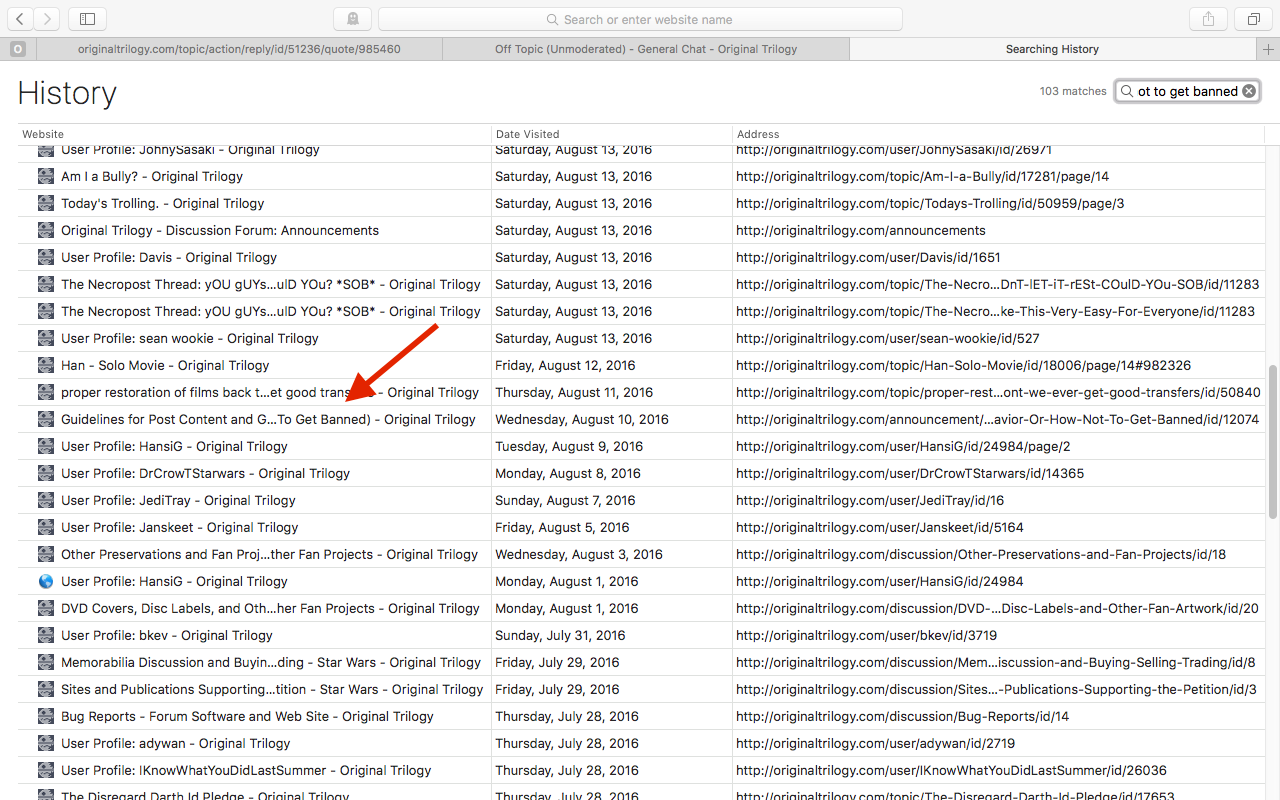 Search or enter website name
O originaltrilogy.com/topic/action/reply/id/51236/quote/985460 Off Topic (Unmoderated) - General Chat - Original Trilogy Searching History
History 103 matches ot to get banned
Website Date Visited Address
User Profile: JohnySasaki - Original Trilogy Saturday, August 13, 2016 http://originaltrilogy.com/user/JohnySasaki/id/26971
Am I a Bully? - Original Trilogy Saturday, August 13, 2016 http://originaltrilogy.com/topic/Am-I-a-Bully/id/17281/page/14
Today's Trolling. - Original Trilogy Saturday, August 13, 2016 http://originaltrilogy.com/topic/Todays-Trolling/id/50959/page/3
Original Trilogy - Discussion Forum: Announcements Saturday, August 13, 2016 http://originaltrilogy.com/announcements
User Profile: Davis - Original Trilogy Saturday, August 13, 2016 http://originaltrilogy.com/user/Davis/id/1651
The Necropost Thread: yOU gUYs...ulD YOu? *SOB* - Original Trilogy Saturday, August 13, 2016 http://originaltrilogy.com/topic/The-Necro...DnT-lET-iT-rESt-COulD-YOu-SOB/id/11283
The Necropost Thread: yOU gUYs...ulD YOu? *SOB* - Original Trilogy Saturday, August 13, 2016 http://originaltrilogy.com/topic/The-Necro...ke-This-Very-Easy-For-Everyone/id/11283
User Profile: sean wookie - Original Trilogy Saturday, August 13, 2016 http://originaltrilogy.com/user/sean-wookie/id/527
Han - Solo Movie - Original Trilogy Friday, August 12, 2016 http://originaltrilogy.com/topic/Han-Solo-Movie/id/18006/page/14#982326
proper restoration of films back t...et good - Original Trilogy Thursday, August 11, 2016 http://originaltrilogy.com/topic/proper-rest...ont-we-ever-get-good-transfers/id/50840
Guidelines for Post Content and G...To Get Banned) - Original Trilogy Wednesday, August 10, 2016 http://originaltrilogy.com/announcement/...avior-Or-How-Not-To-Get-Banned/id/12074
User Profile: HansiG - Original Trilogy Tuesday, August 9, 2016 http://originaltrilogy.com/user/HansiG/id/24984/page/2
User Profile: DrCrowTStarwars - Original Trilogy Monday, August 8, 2016 http://originaltrilogy.com/user/DrCrowTStarwars/id/14365
User Profile: JediTray - Original Trilogy Sunday, August 7, 2016 http://originaltrilogy.com/user/JediTray/id/16
User Profile: Janskeet - Original Trilogy Friday, August 5, 2016 http://originaltrilogy.com/user/Janskeet/id/5164
Other Preservations and Fan Proj...ther Fan Projects - Original Trilogy Wednesday, August 3, 2016 http://originaltrilogy.com/discussion/Other-Preservations-and-Fan-Projects/id/18
User Profile: HansiG - Original Trilogy Monday, August 1, 2016 http://originaltrilogy.com/user/HansiG/id/24984
DVD Covers, Disc Labels, and Oth...her Fan Projects - Original Trilogy Monday, August 1, 2016 http://originaltrilogy.com/discussion/DVD-...Disc-Labels-and-Other-Fan-Artwork/id/20
User Profile: bkev - Original Trilogy Sunday, July 31, 2016 http://originaltrilogy.com/user/bkev/id/3719
Memorabilia Discussion and Buyin...ding - Star Wars - Original Trilogy Friday, July 29, 2016 http://originaltrilogy.com/discussion/Mem...iscussion-and-Buying-Selling-Trading/id/8
Sites and Publications Supporting...tition - Star Wars - Original Trilogy Friday, July 29, 2016 http://originaltrilogy.com/discussion/Sites...-Publications-Supporting-the-Petition/id/3
Bug Reports - Forum Software and Web Site - Original Trilogy Thursday, July 28, 2016 http://originaltrilogy.com/discussion/Bug-Reports/id/14
User Profile: adywan - Original Trilogy Thursday, July 28, 2016 http://originaltrilogy.com/user/adywan/id/2719
User Profile: IKnowWhatYouDidLastSummer - Original Trilogy Thursday, July 28, 2016 http://originaltrilogy.com/user/IKnowWhatYouDidLastSummer/id/26036
The Disregard Darth Id Pledge - Original Trilogy Thursday, July 28, 2016 http://originaltrilogy.com/topic/The-Disregard-Darth-Id-Pledge/id/17653